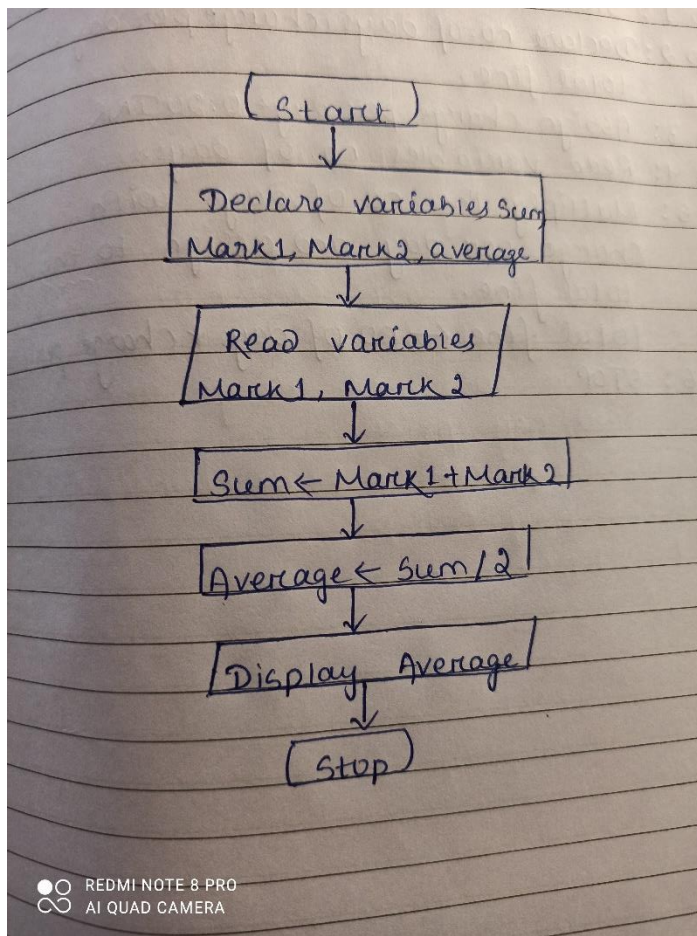 Start
Declare variables, Sum,
Mark1, Mark2, average
Read variables
Mark1, Mark2
Sum ← Mark1+Mark2
Average ← Sum/2
Display Average
Stop
REDMI NOTE 8 PRO
AI QUAD CAMERA